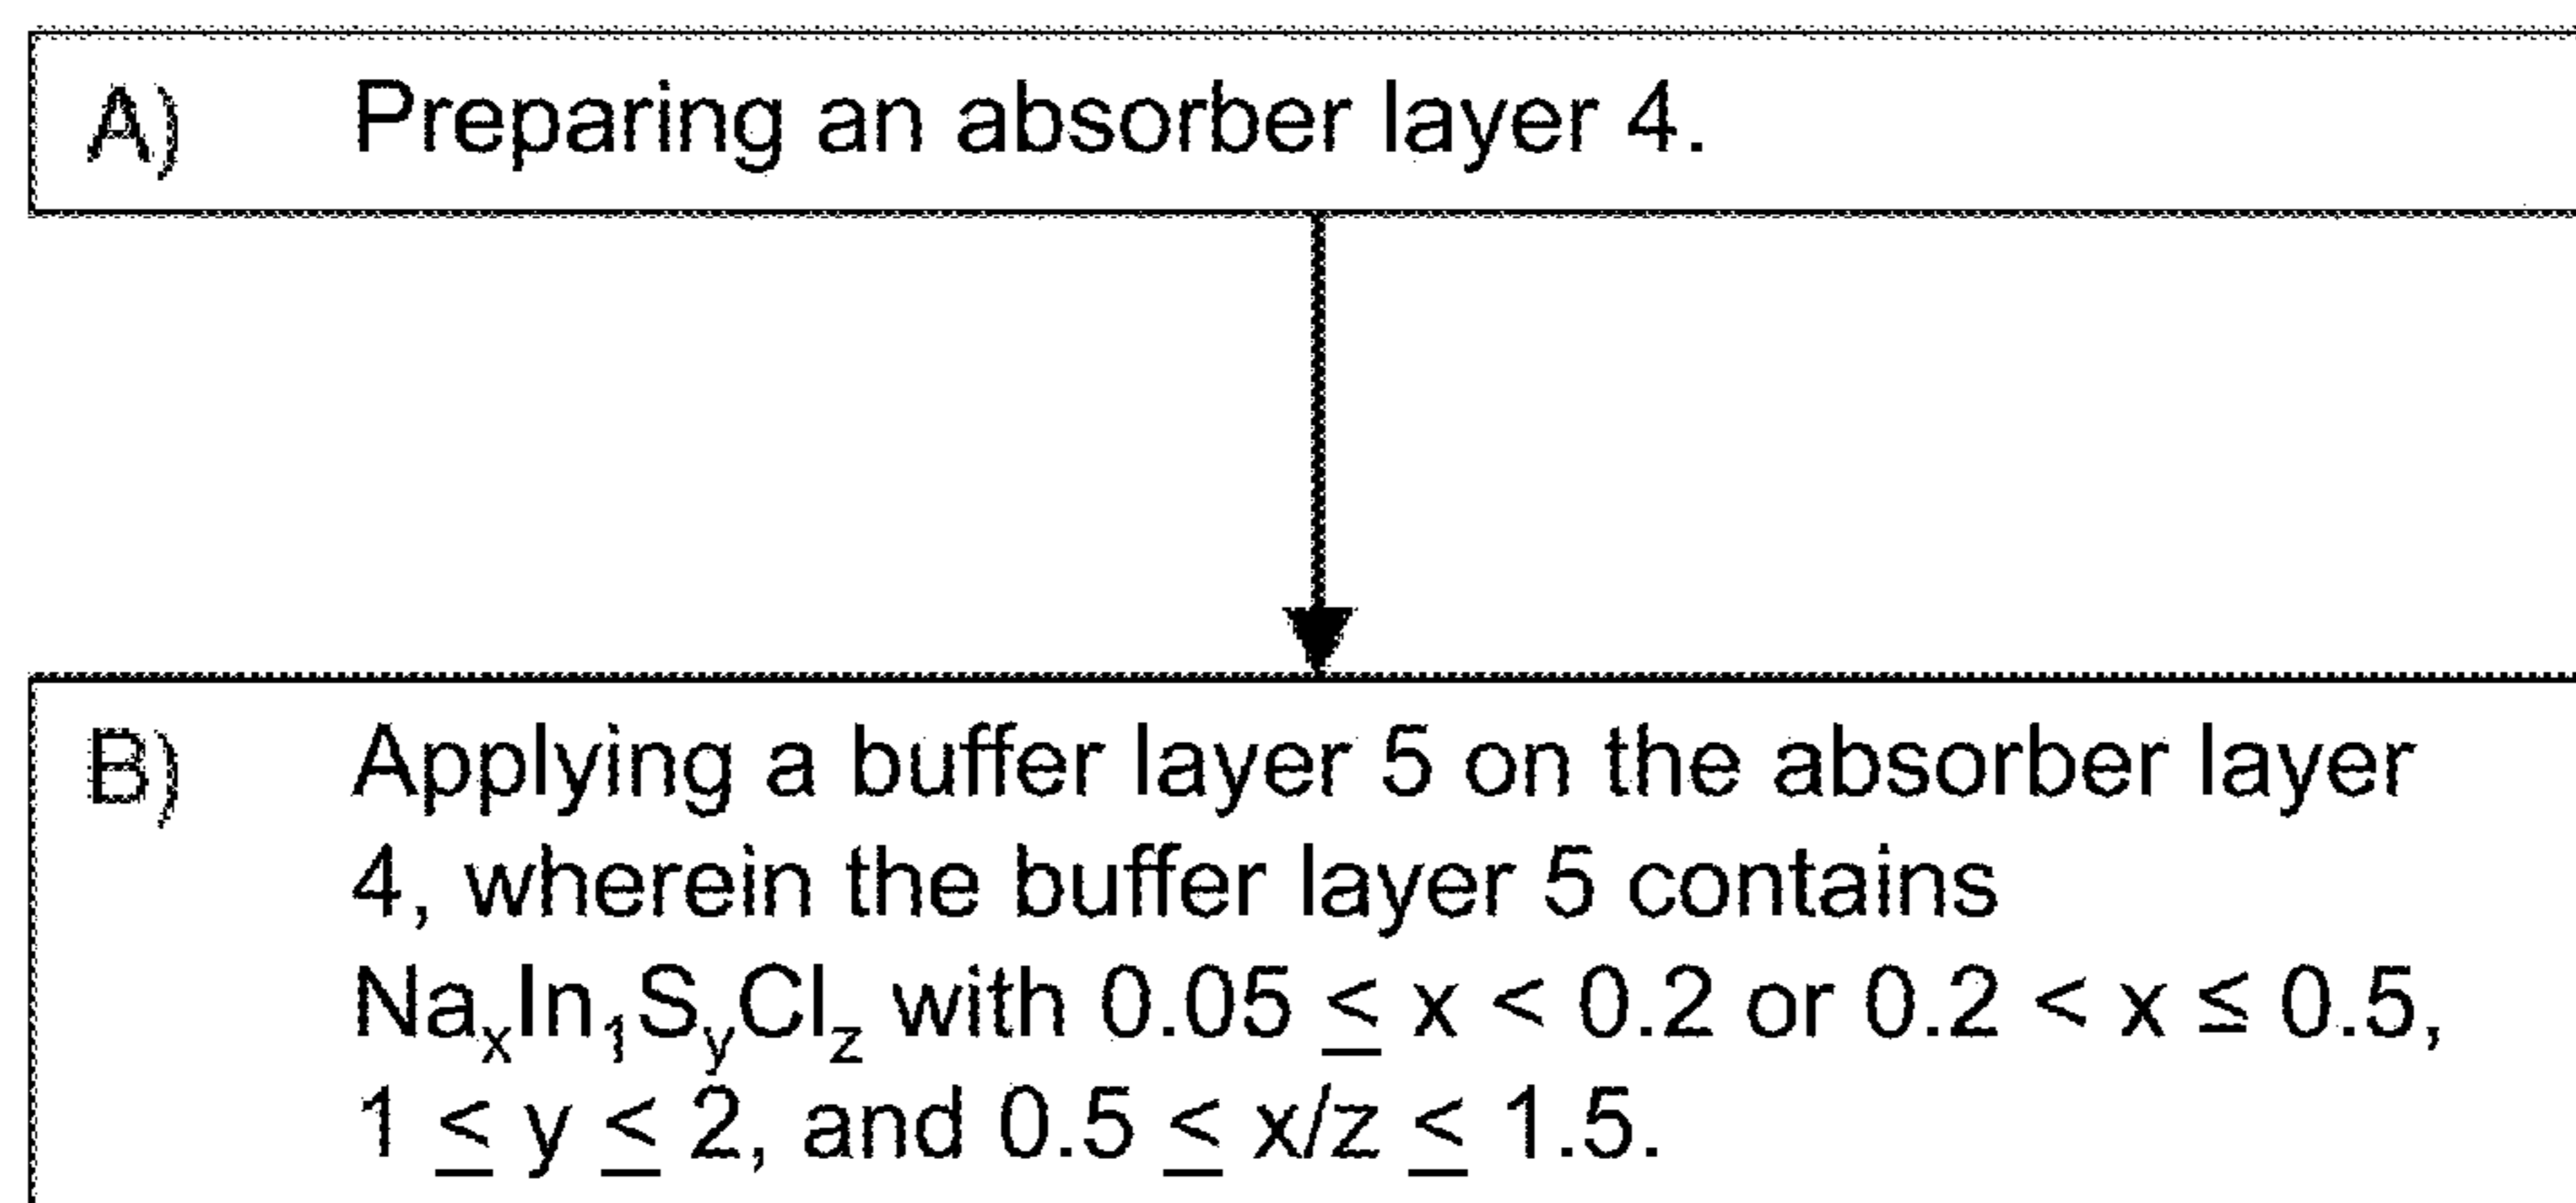 A) Preparing an absorber layer 4.
B) Applying a buffer layer 5 on the absorber layer
4, wherein the buffer layer 5 contains
NaₓIn₁SᵧCl_z with 0.05 ≤ x < 0.2 or 0.2 < x ≤ 0.5,
1 ≤ y ≤ 2, and 0.5 ≤ x/z ≤ 1.5.